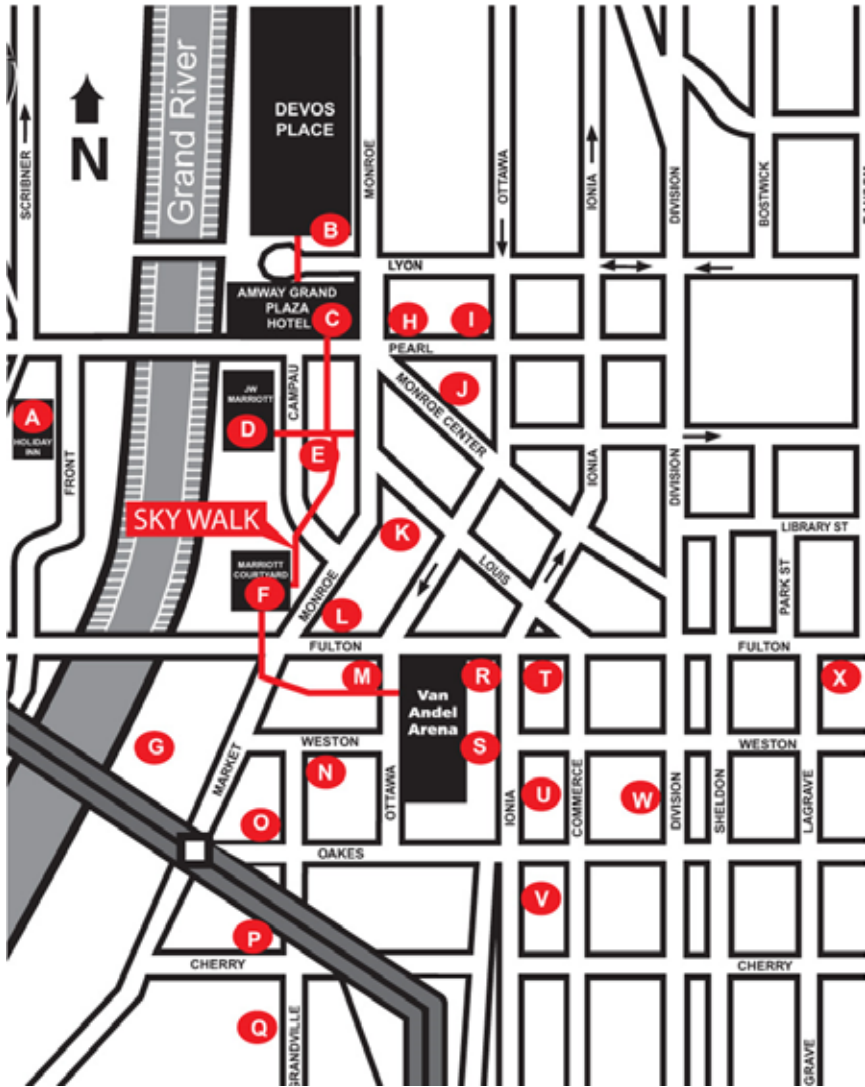 Grand River
N
SCRIBNER
DEVOS
PLACE
MONROE
OTTAWA
IONIA
DIVISION
BOSTWICK
B
LYON
AMWAY GRAND
PLAZA
HOTEL
C
H
I
PEARL
A
HOLIDAY
INN
FRONT
JW
MARRIOTT
D
CAMPAU
E
J
MONROE CENTER
IONIA
DIVISION
SKY WALK
K
LIBRARY ST
PARK ST
LOUIS
MARRIOTT
COURTYARD
F
MONROE
L
FULTON
FULTON
M
Van
Andel
Arena
R
T
X
G
MARKET
WESTON
S
WESTON
N
OTTAWA
IONIA
U
COMMERCE
W
DIVISION
SHELDON
LAGRAVE
O
OAKES
V
P
CHERRY
CHERRY
Q
GRANDVILLE
GRAVE